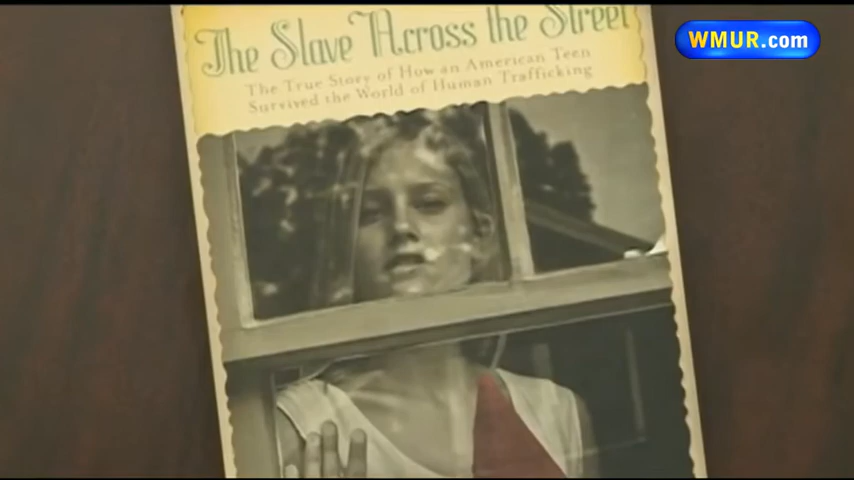 The Slave Across the Street
The True Story of How an American Teen
Survived the World of Human Trafficking
WMUR.com